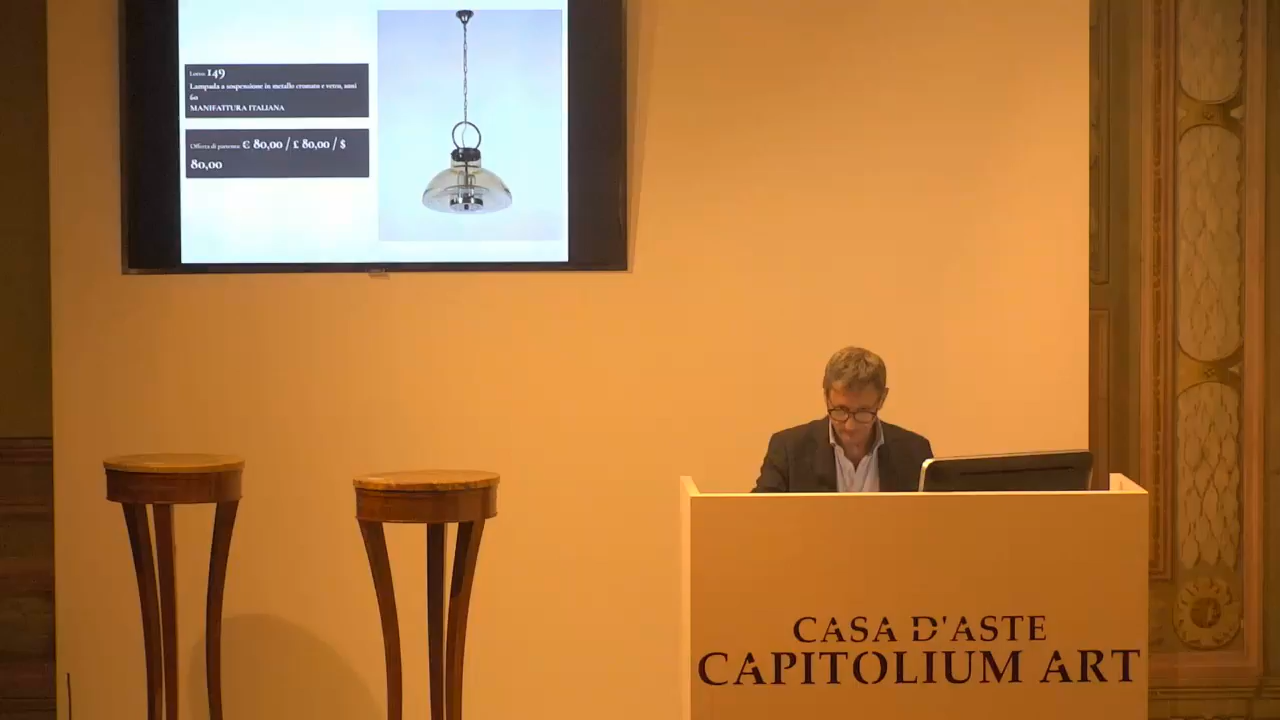 Lotto: 149
Lampada a sospensione in metallo cromato e vetro, anni
60
MANIFATTURA ITALIANA
Offerta di partenza: € 80,00 / £ 80,00 / $
80,00
CASA D'ASTE
CAPITOLIUM ART